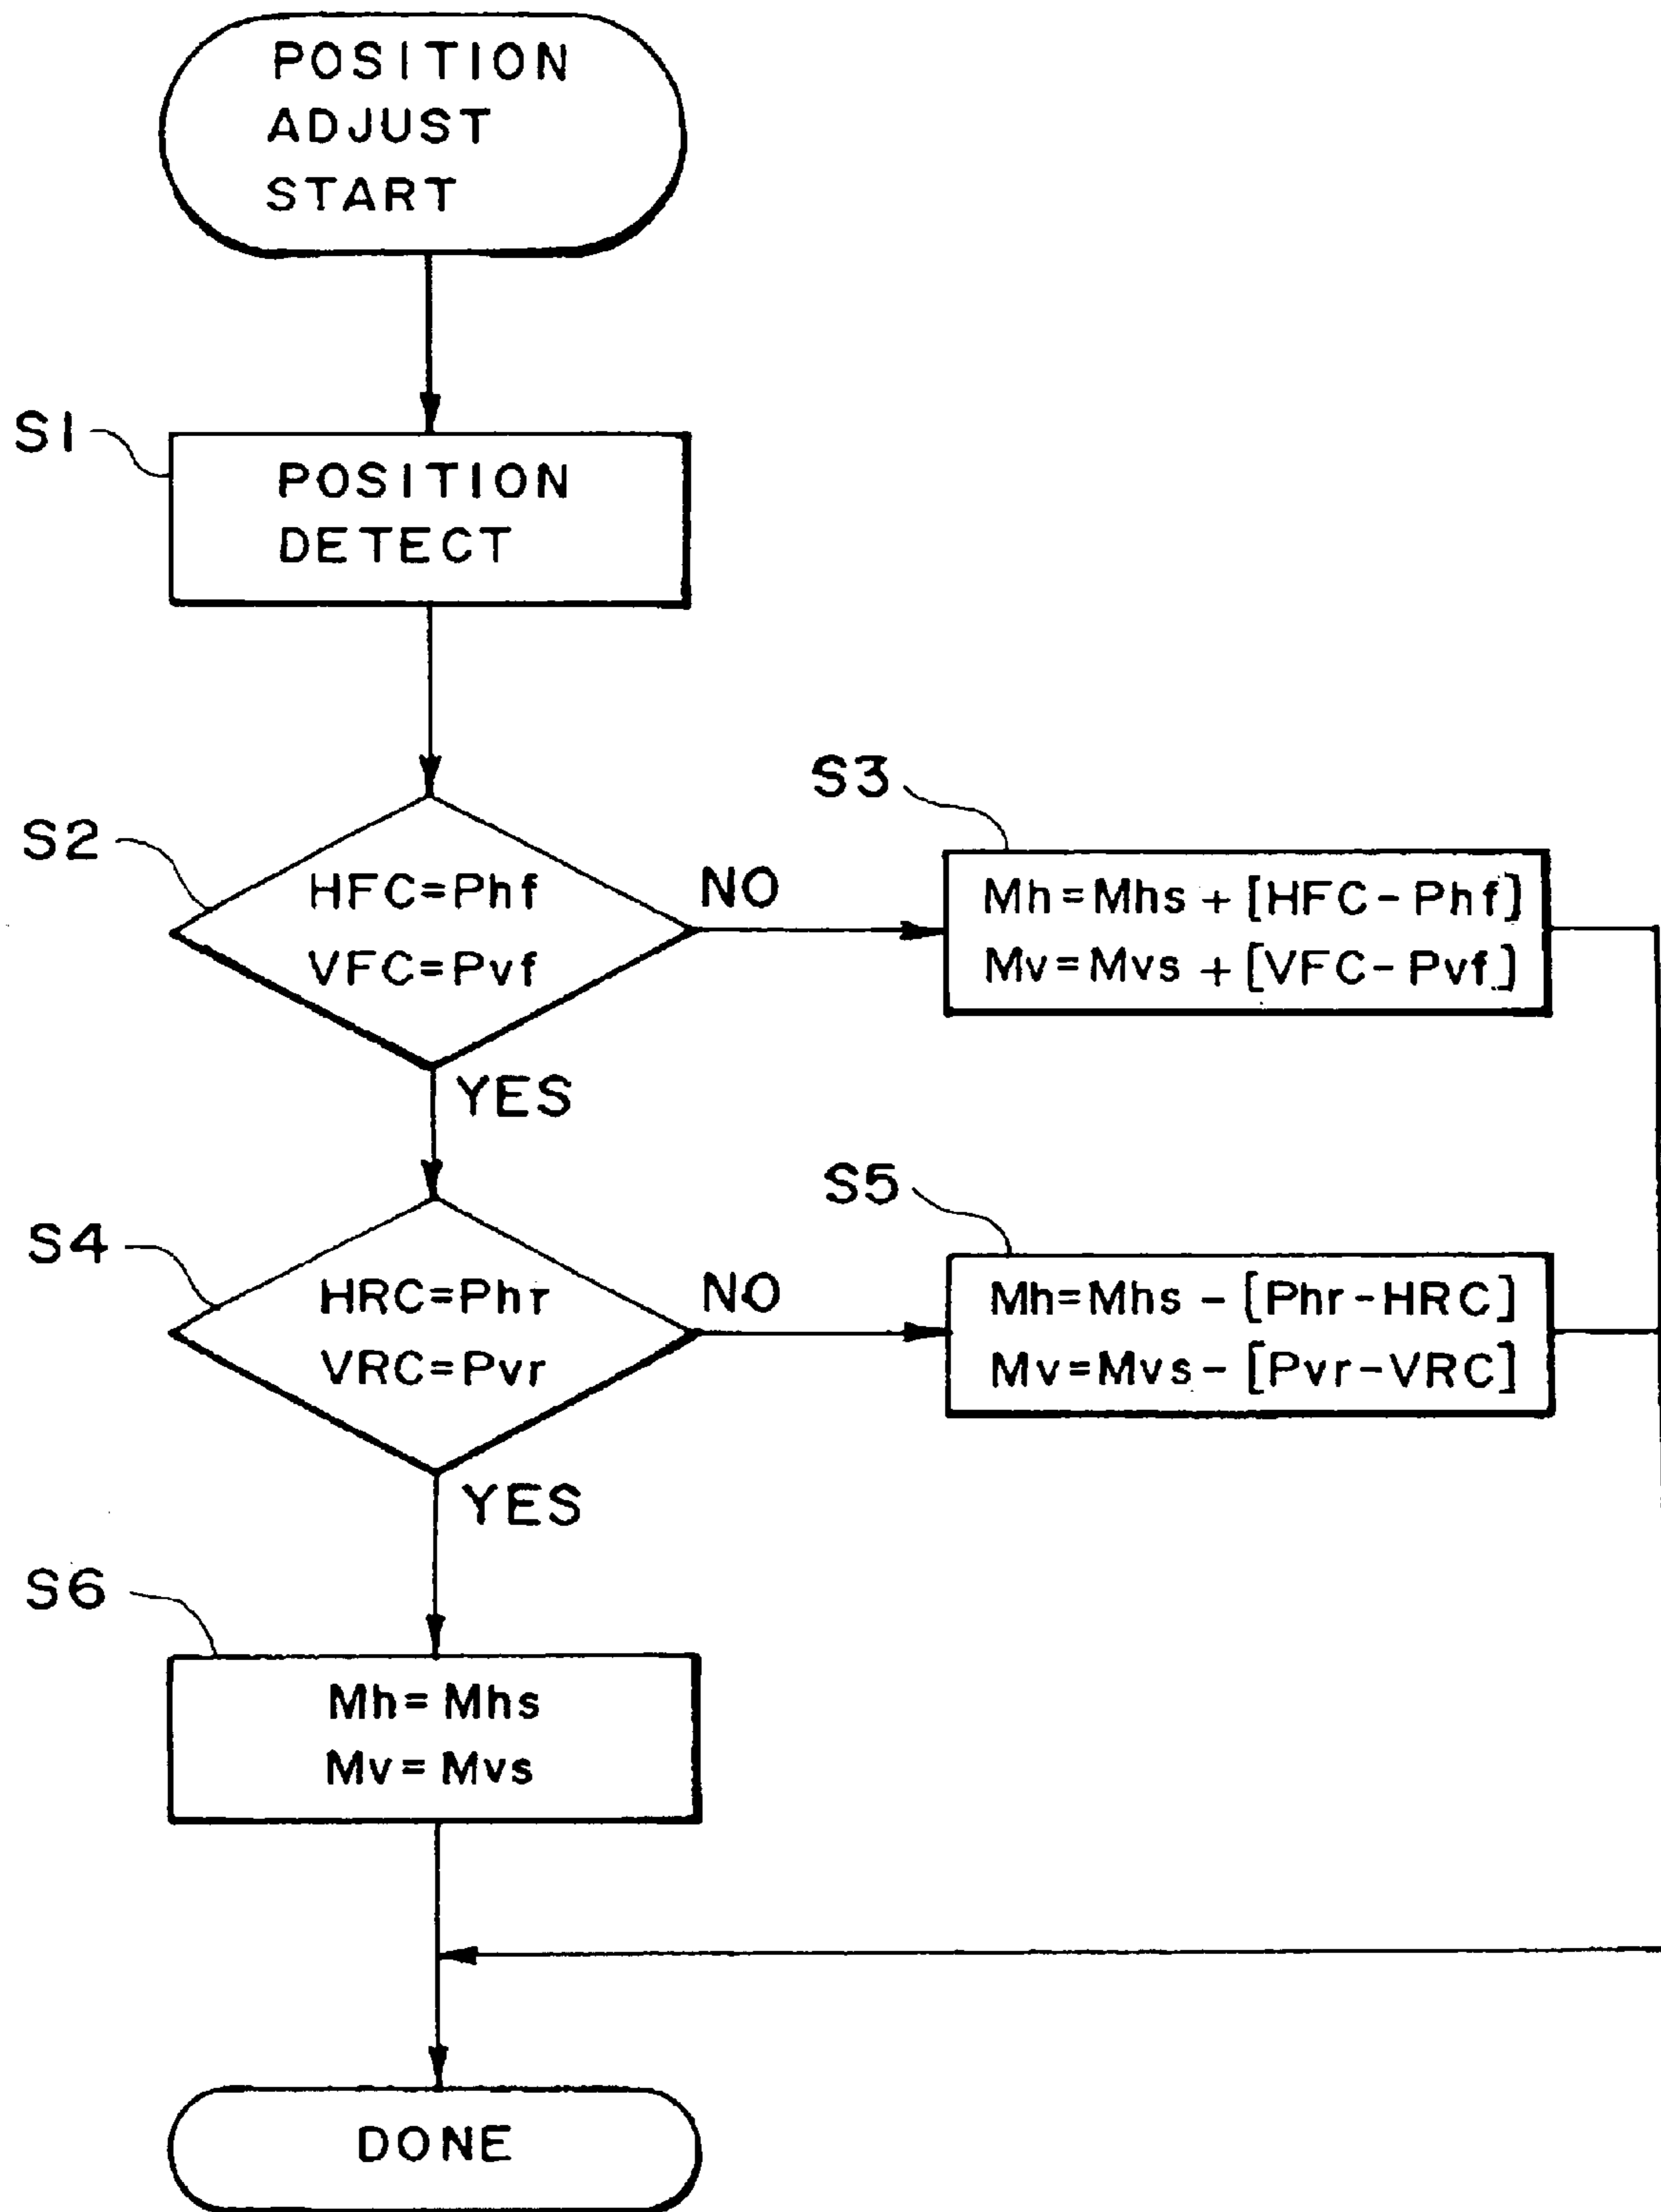 POSITION
ADJUST
START
S1
POSITION
DETECT
S2
HFC=Phf
VFC=Pvf
NO
YES
S3
Mh=Mhs+[HFC-Phf]
Mv=Mvs+[VFC-Pvf]
S4
HRC=Phr
VRC=Pvr
NO
YES
S5
Mh=Mhs-[Phr-HRC]
Mv=Mvs-[Pvr-VRC]
S6
Mh=Mhs
Mv=Mvs
DONE